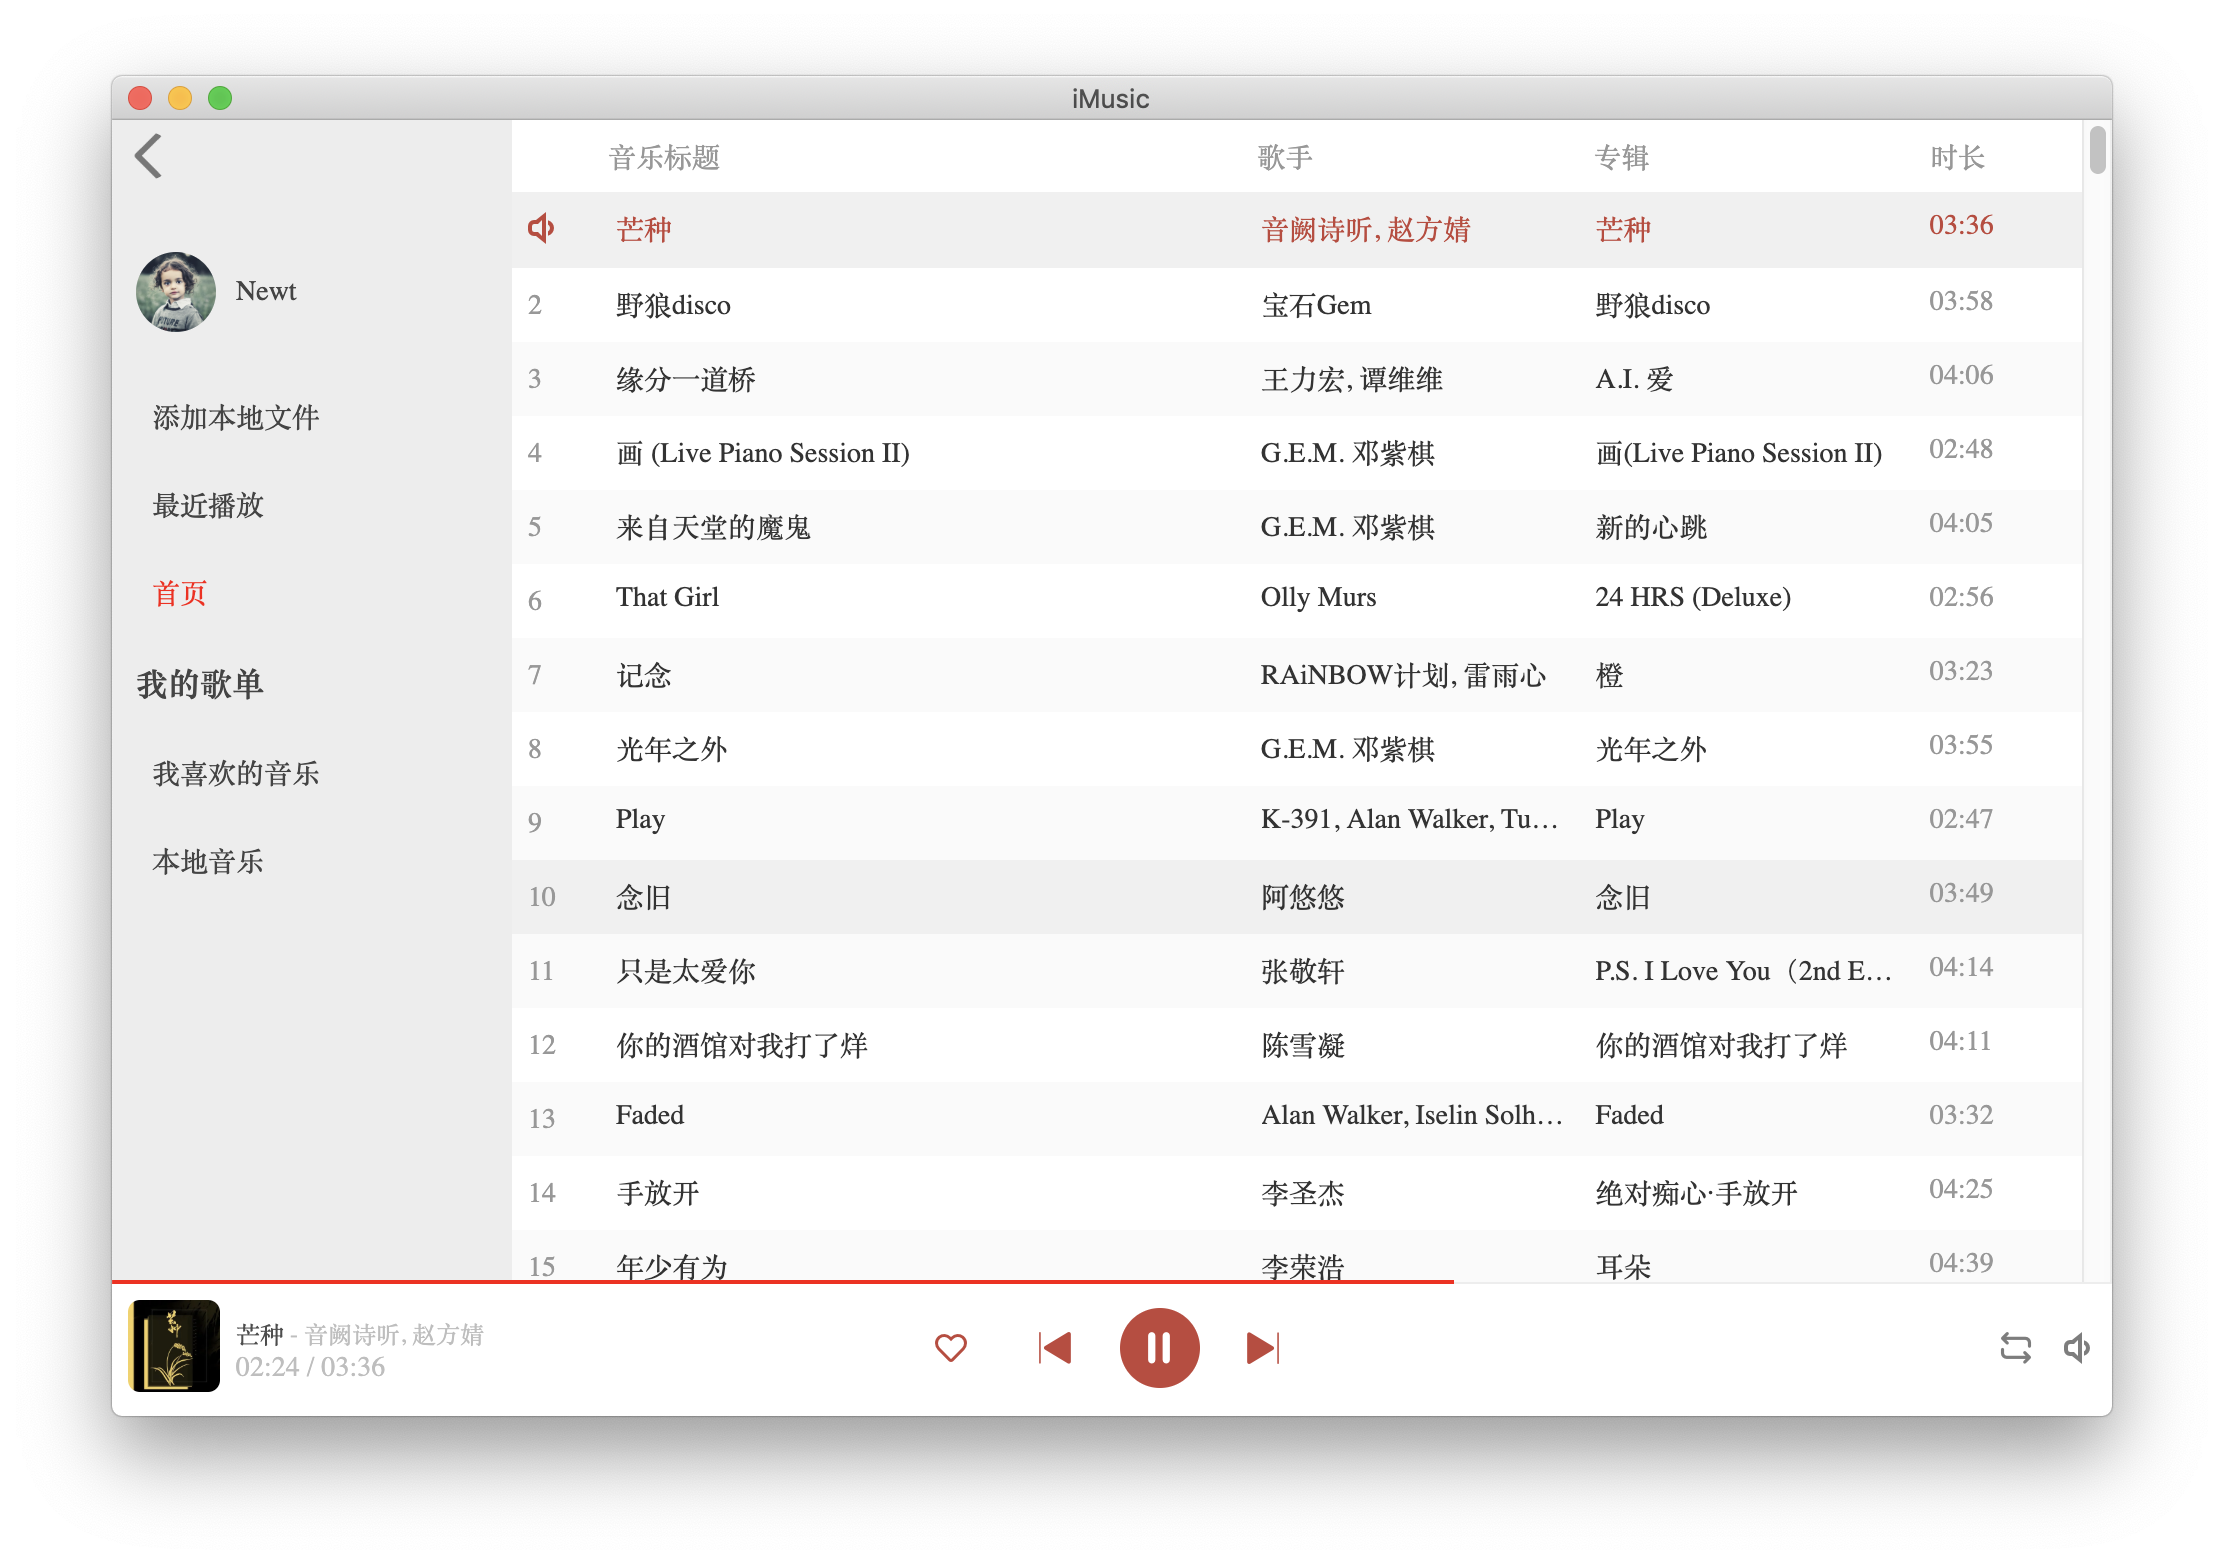 iMusic
Newt
添加本地文件
最近播放
首页
我的歌单
我喜欢的音乐
本地音乐
音乐标题 歌手 专辑 时长
芒种 音阙诗听, 赵方婧 芒种 03:36
2 野狼disco 宝石Gem 野狼disco 03:58
3 缘分一道桥 王力宏, 谭维维 A.I. 爱 04:06
4 画 (Live Piano Session II) G.E.M. 邓紫棋 画(Live Piano Session II) 02:48
5 来自天堂的魔鬼 G.E.M. 邓紫棋 新的心跳 04:05
6 That Girl Olly Murs 24 HRS (Deluxe) 02:56
7 记念 RAiNBOW计划, 雷雨心 橙 03:23
8 光年之外 G.E.M. 邓紫棋 光年之外 03:55
9 Play K-391, Alan Walker, Tu… Play 02:47
10 念旧 阿悠悠 念旧 03:49
11 只是太爱你 张敬轩 P.S. I Love You（2nd E… 04:14
12 你的酒馆对我打了烊 陈雪凝 你的酒馆对我打了烊 04:11
13 Faded Alan Walker, Iselin Solh… Faded 03:32
14 手放开 李圣杰 绝对痴心·手放开 04:25
15 年少有为 李荣浩 耳朵 04:39
芒种
芒种 - 音阙诗听, 赵方婧
02:24 / 03:36